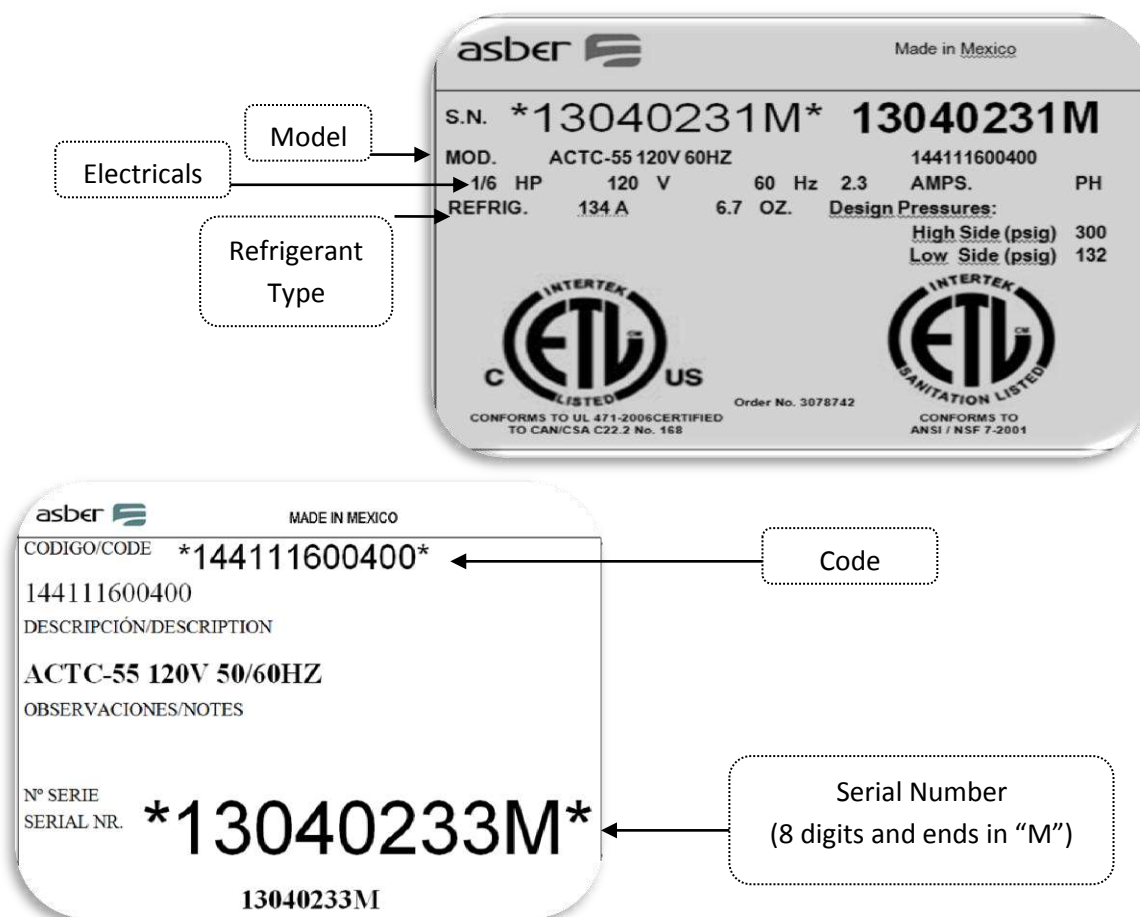 asber
Made in Mexico
S.N. *13040231M* 13040231M
MOD. ACTC-55 120V 60HZ 144111600400
1/6 HP 120 V 60 Hz 2.3 AMPS. PH
REFRIG. 134 A 6.7 OZ. Design Pressures:
High Side (psig) 300
Low Side (psig) 132
INTERTEK
ETL CM
C US
LISTED
CONFORMS TO UL 471-2006CERTIFIED
TO CAN/CSA C22.2 No. 168
Order No. 3078742
INTERTEK
ETL CM
SANITATION LISTED
CONFORMS TO
ANSI / NSF 7-2001
Model
Electricals
Refrigerant
Type
asber
MADE IN MEXICO
CODIGO/CODE *144111600400*
144111600400
DESCRIPCIÓN/DESCRIPTION
ACTC-55 120V 50/60HZ
OBSERVACIONES/NOTES
Nº SERIE
SERIAL NR. *13040233M*
13040233M
Code
Serial Number
(8 digits and ends in “M”)